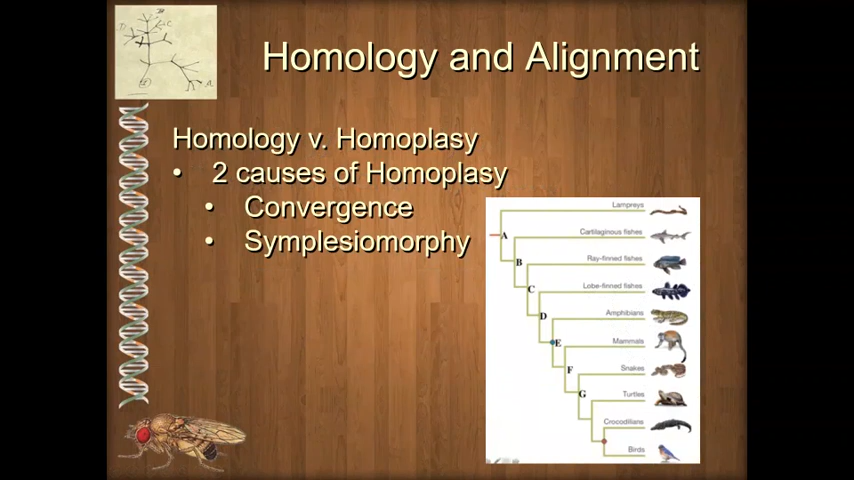 Homology and Alignment
Homology v. Homoplasy
• 2 causes of Homoplasy
• Convergence
• Symplesiomorphy
Lampreys
A
Cartilaginous fishes
B
Ray-finned fishes
C
Lobe-finned fishes
D
Amphibians
E
Mammals
F
Snakes
G
Turtles
Crocodilians
Birds